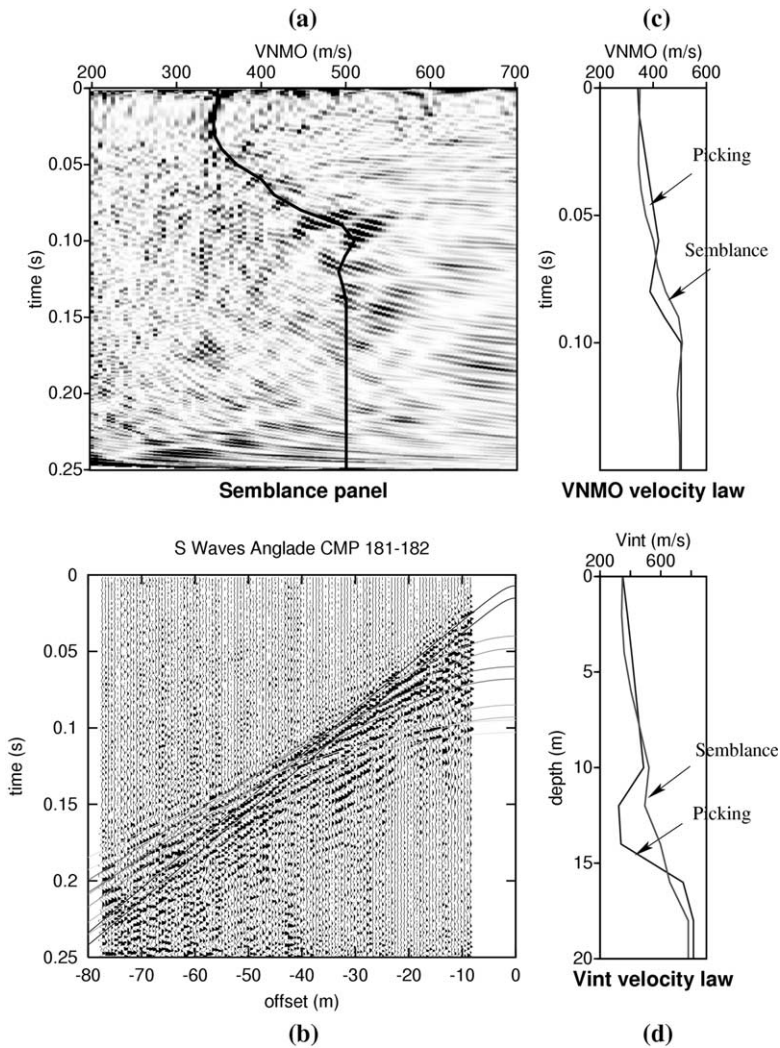 (a)
VNMO (m/s)
200 300 400 500 600 700
0
0.05
0.10
0.15
0.20
0.25
time (s)
Semblance panel
(c)
VNMO (m/s)
200 400 600
0
0.05
0.10
time (s)
Picking
Semblance
VNMO velocity law
S Waves Anglade CMP 181-182
0
0.05
0.1
0.15
0.2
0.25
time (s)
-80 -70 -60 -50 -40 -30 -20 -10 0
offset (m)
(b)
Vint (m/s)
200 600
0
5
10
15
20
depth (m)
Semblance
Picking
Vint velocity law
(d)